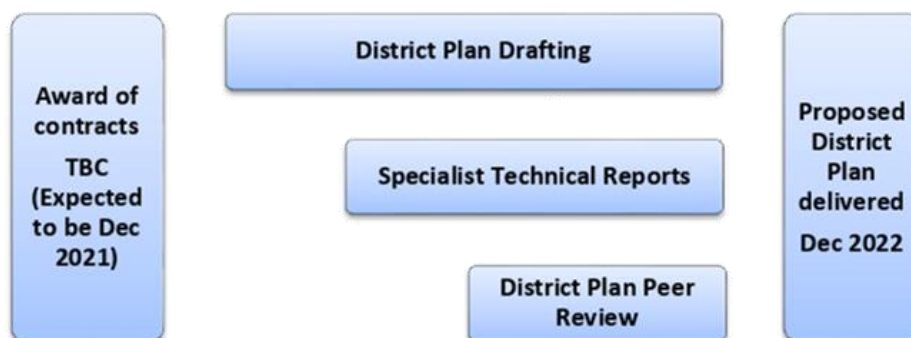 Award of
contracts
TBC
(Expected
to be Dec
2021)
District Plan Drafting
Specialist Technical Reports
District Plan Peer
Review
Proposed
District
Plan
delivered
Dec 2022